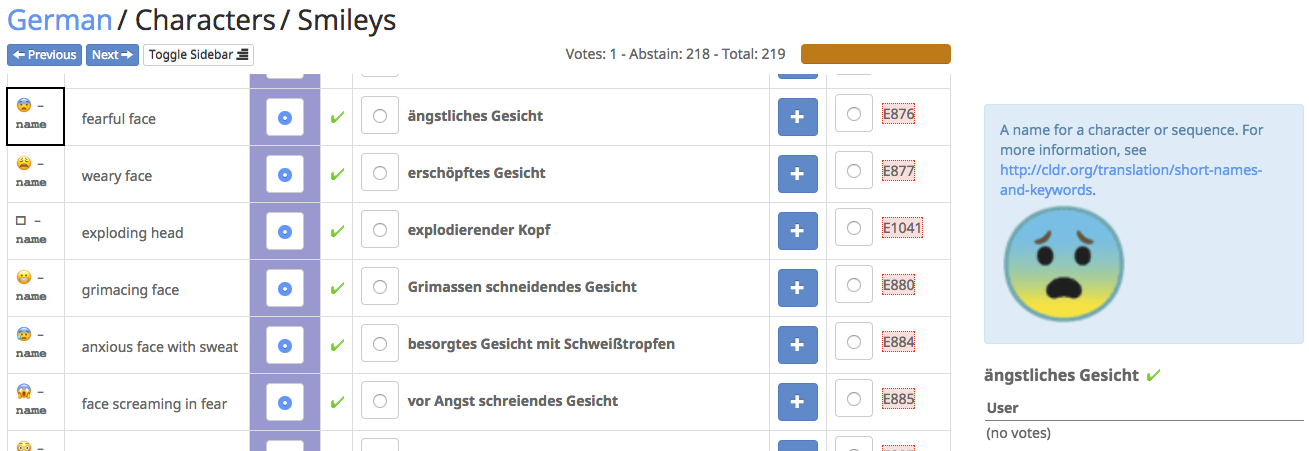 German / Characters / Smileys
← Previous Next → Toggle Sidebar Votes: 1 - Abstain: 218 - Total: 219
😨 – name fearful face ✓ ängstliches Gesicht + E876
😩 – name weary face ✓ erschöpftes Gesicht + E877
□ – name exploding head ✓ explodierender Kopf + E1041
😬 – name grimacing face ✓ Grimassen schneidendes Gesicht + E880
😰 – name anxious face with sweat ✓ besorgtes Gesicht mit Schweißtropfen + E884
😱 – name face screaming in fear ✓ vor Angst schreiendes Gesicht + E885
A name for a character or sequence. For
more information, see
http://cldr.org/translation/short-names-
and-keywords.
ängstliches Gesicht ✓
User
(no votes)